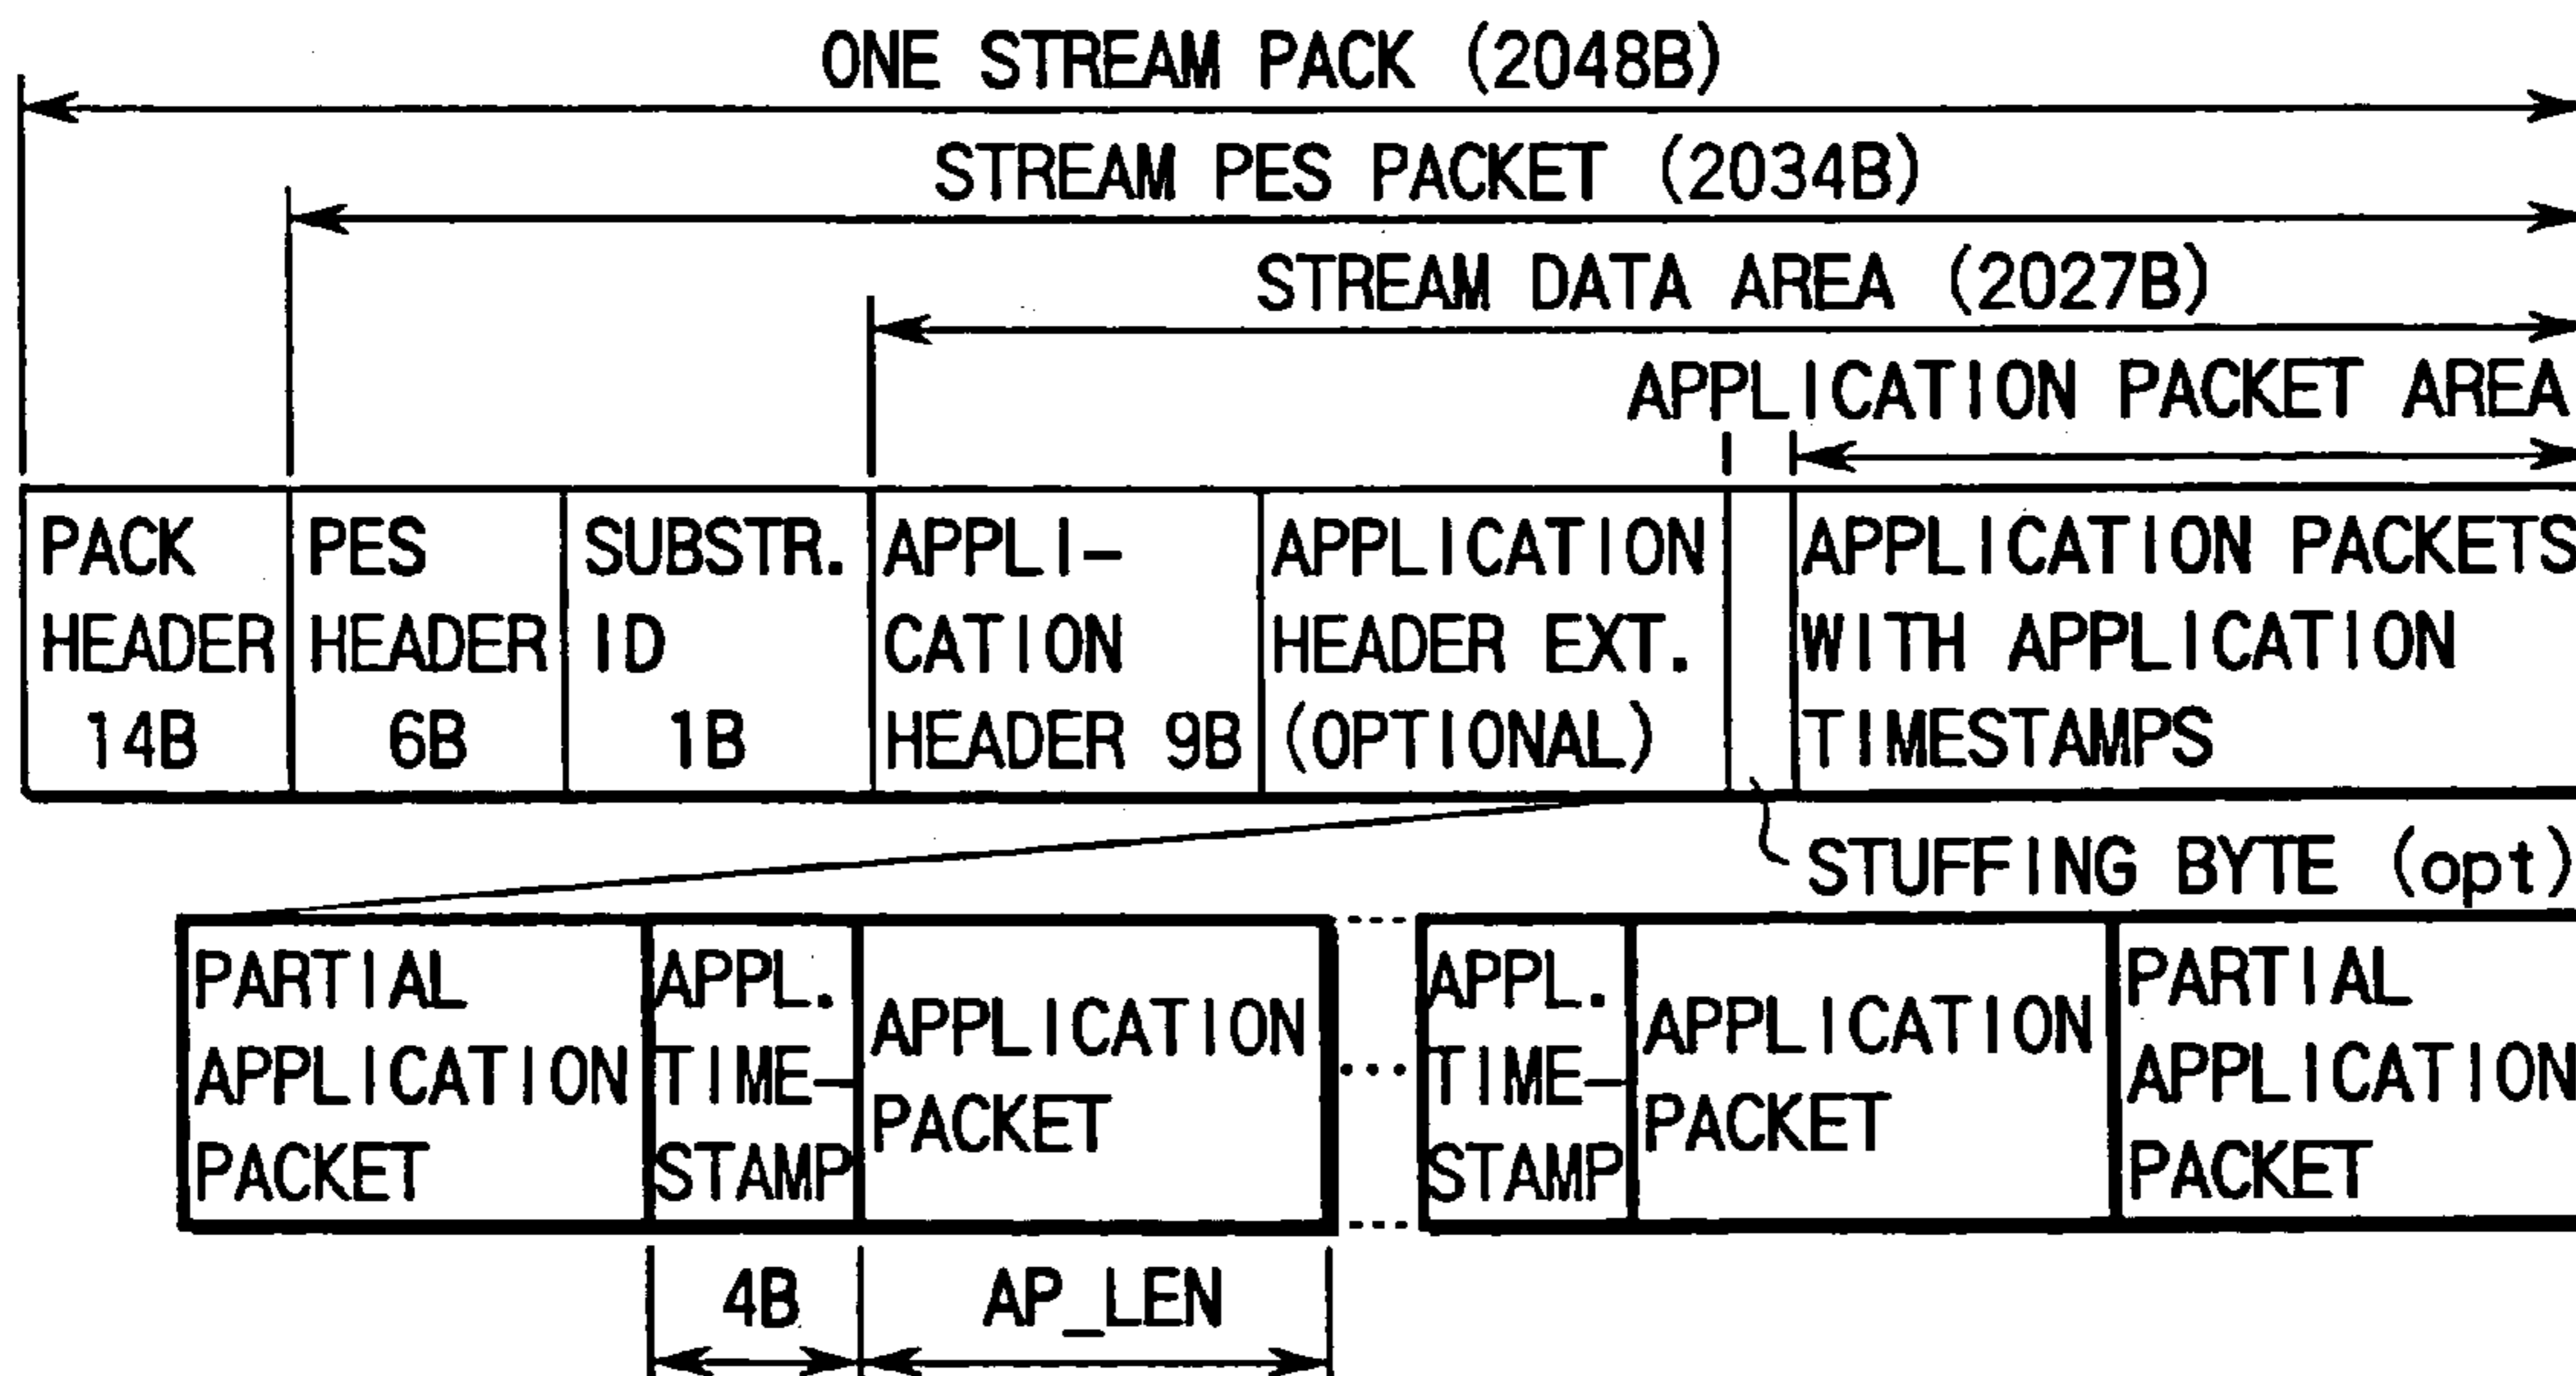 ONE STREAM PACK (2048B)
STREAM PES PACKET (2034B)
STREAM DATA AREA (2027B)
APPLICATION PACKET AREA
PACK
HEADER
14B
PES
HEADER
6B
SUBSTR.
ID
1B
APPLI-
CATION
HEADER 9B
APPLICATION
HEADER EXT.
(OPTIONAL)
APPLICATION PACKETS
WITH APPLICATION
TIMESTAMPS
STUFFING BYTE (opt)
PARTIAL
APPLICATION
PACKET
APPL.
TIME-
STAMP
APPLICATION
PACKET
...
APPL.
TIME-
STAMP
APPLICATION
PACKET
PARTIAL
APPLICATION
PACKET
4B
AP_LEN